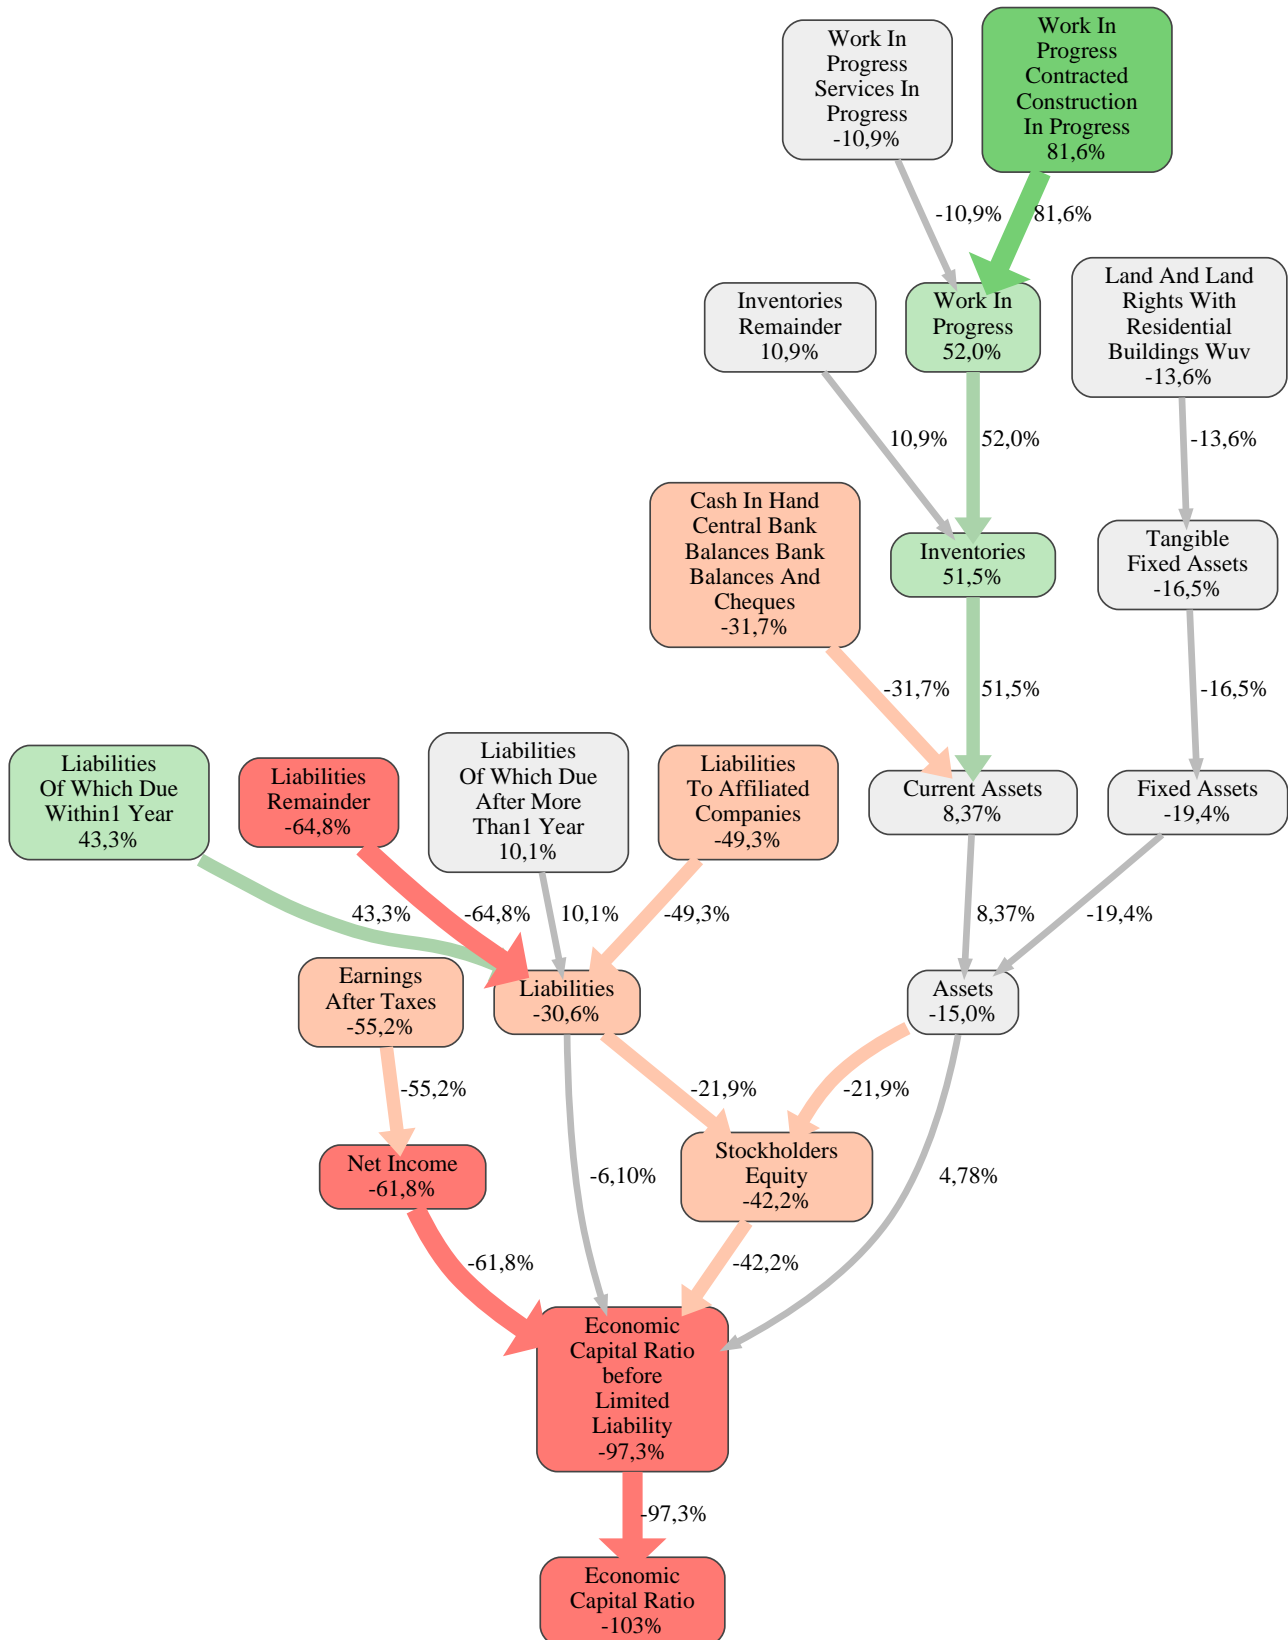 Work In
Progress
Services In
Progress
-10,9%
Work In
Progress
Contracted
Construction
In Progress
81,6%
-10,9%
81,6%
Inventories
Remainder
10,9%
Work In
Progress
52,0%
Land And Land
Rights With
Residential
Buildings Wuv
-13,6%
10,9%
52,0%
-13,6%
Cash In Hand
Central Bank
Balances Bank
Balances And
Cheques
-31,7%
Inventories
51,5%
Tangible
Fixed Assets
-16,5%
-31,7%
51,5%
-16,5%
Liabilities
Of Which Due
Within1 Year
43,3%
Liabilities
Remainder
-64,8%
Liabilities
Of Which Due
After More
Than1 Year
10,1%
Liabilities
To Affiliated
Companies
-49,3%
Current Assets
8,37%
Fixed Assets
-19,4%
43,3%
-64,8%
10,1%
-49,3%
8,37%
-19,4%
Earnings
After Taxes
-55,2%
Liabilities
-30,6%
Assets
-15,0%
-55,2%
-21,9%
-21,9%
Net Income
-61,8%
-6,10%
Stockholders
Equity
-42,2%
4,78%
-61,8%
-42,2%
Economic
Capital Ratio
before
Limited
Liability
-97,3%
-97,3%
Economic
Capital Ratio
-103%